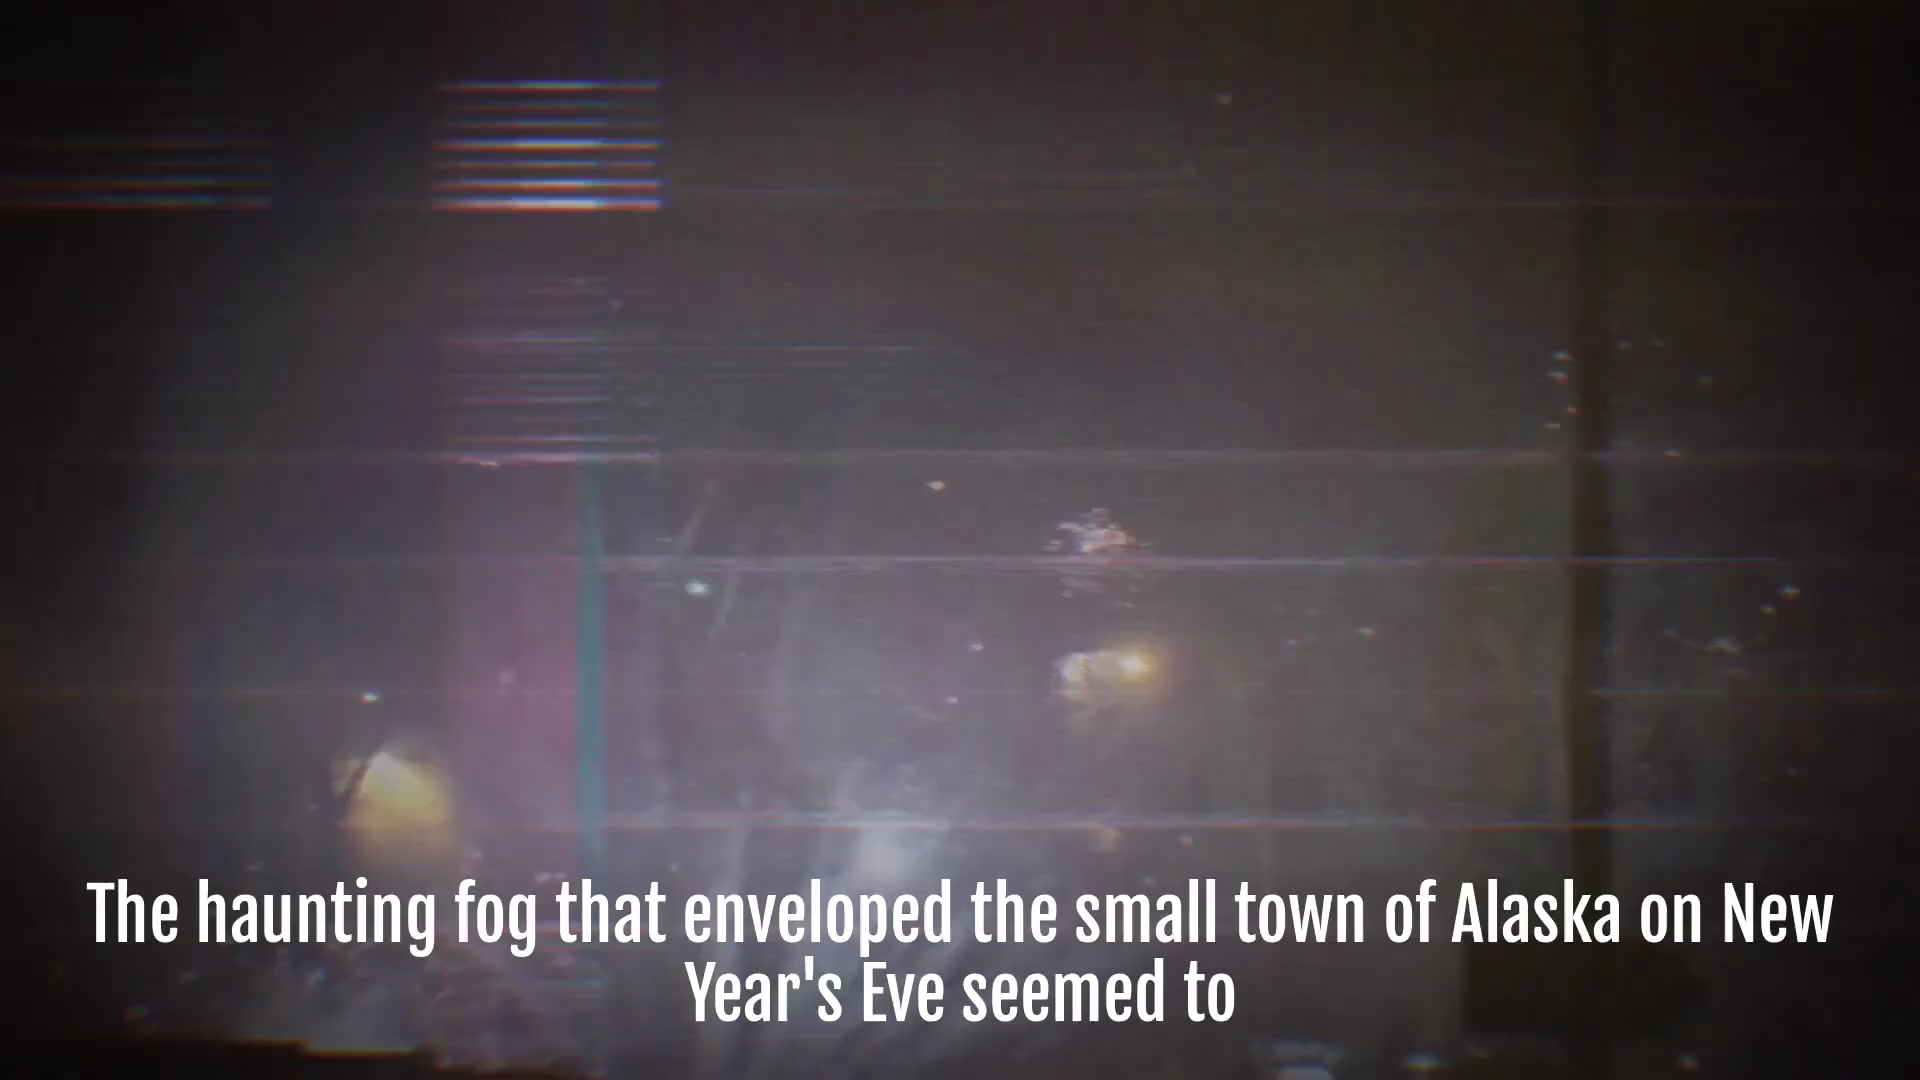 The haunting fog that enveloped the small town of Alaska on New
Year's Eve seemed to